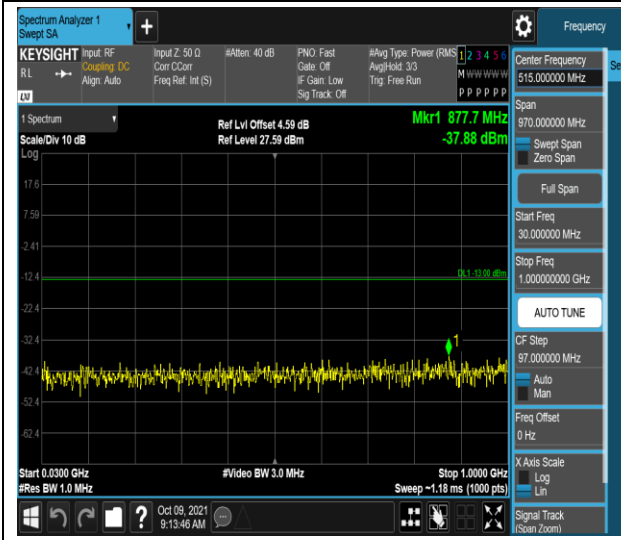 Spectrum Analyzer 1
Swept SA
+
Frequency
KEYSIGHT
RL
LXI
Input: RF
Coupling: DC
Align: Auto
Input Z: 50 Ω
Corr CCorr
Freq Ref: Int (S)
#Atten: 40 dB
PNO: Fast
Gate: Off
IF Gain: Low
Sig Track: Off
#Avg Type: Power (RMS
Avg|Hold: 3/3
Trig: Free Run
1 2 3 4 5 6
M W W W W W
P P P P P P
Center Frequency
515.000000 MHz
Se
Span
970.000000 MHz
Swept Span
Zero Span
Full Span
Start Freq
30.000000 MHz
Stop Freq
1.000000000 GHz
AUTO TUNE
CF Step
97.000000 MHz
Auto
Man
Freq Offset
0 Hz
X Axis Scale
Log
Lin
Signal Track
(Span Zoom)
1 Spectrum
Scale/Div 10 dB
Log
Ref Lvl Offset 4.59 dB
Ref Level 27.59 dBm
Mkr1 877.7 MHz
-37.88 dBm
17.6
7.59
-2.41
-12.4
DL1 -13.00 dBm
-22.4
-32.4
1
-42.4
-52.4
-62.4
Start 0.0300 GHz
#Res BW 1.0 MHz
#Video BW 3.0 MHz
Stop 1.0000 GHz
Sweep ~1.18 ms (1000 pts)
?
Oct 09, 2021
9:13:46 AM